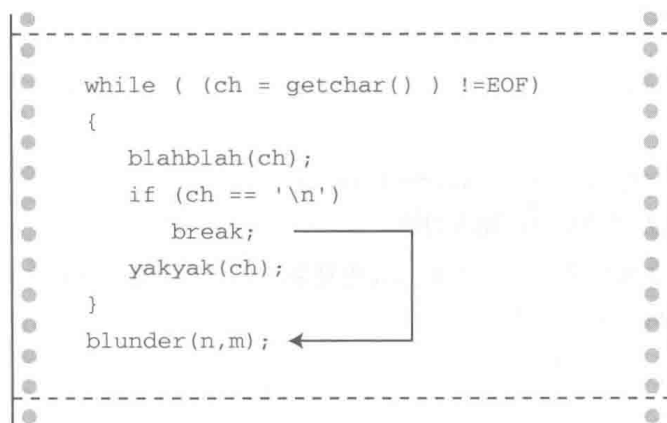 while ( (ch = getchar() ) !=EOF)
{
blahblah(ch);
if (ch == '\n')
break;
yakyak(ch);
}
blunder(n,m);